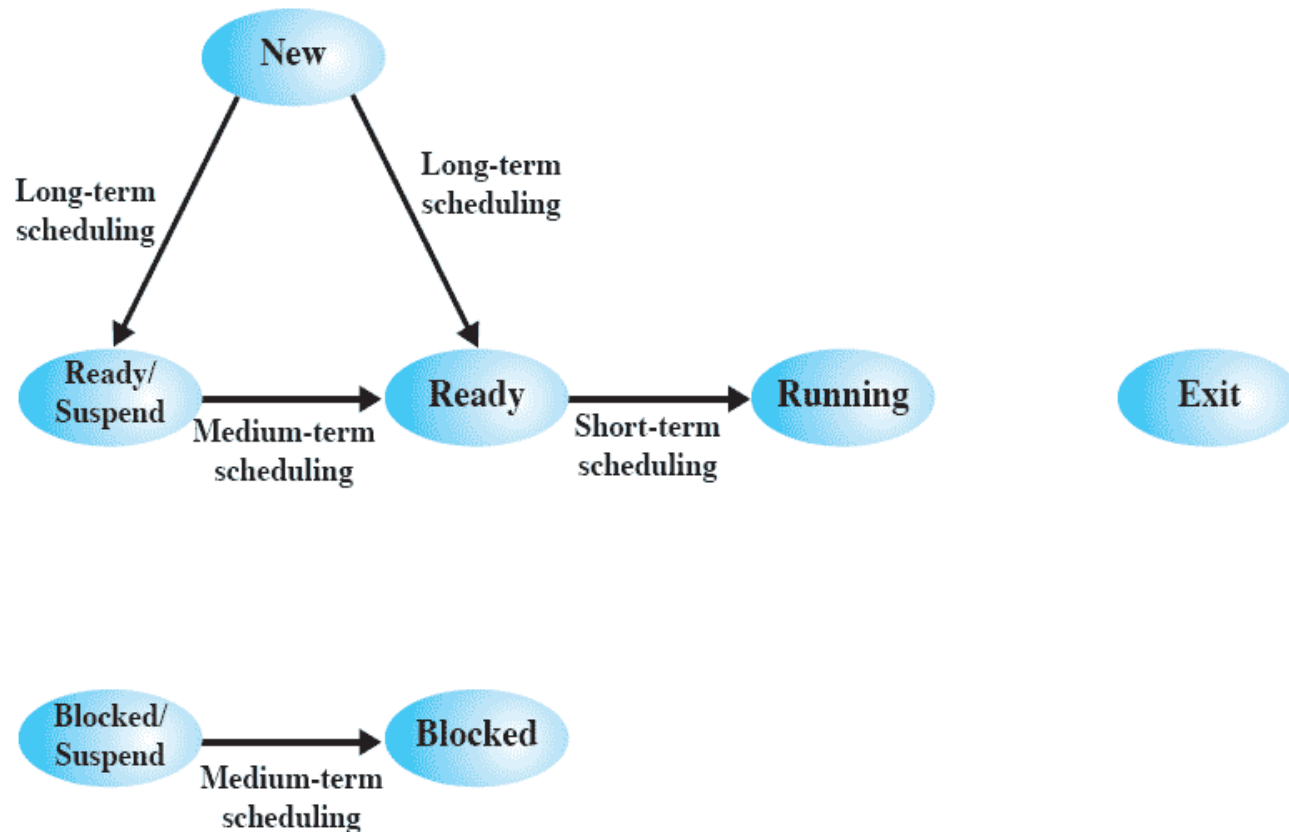 New
Long-term
scheduling
Long-term
scheduling
Ready/
Suspend
Medium-term
scheduling
Ready
Short-term
scheduling
Running
Exit
Blocked/
Suspend
Medium-term
scheduling
Blocked